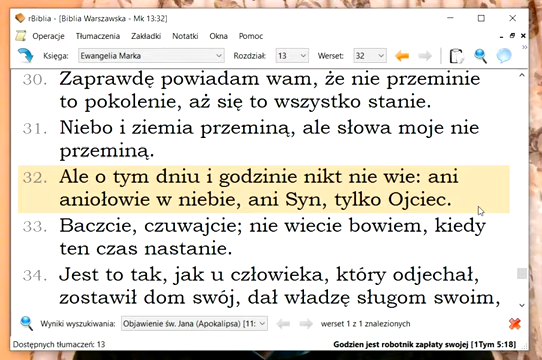 rBiblia - [Biblia Warszawska - Mk 13:32]
Operacje Tłumaczenia Zakładki Notatki Okna Pomoc
Księga: Ewangelia Marka Rozdział: 13 Werset: 32
30. Zaprawdę powiadam wam, że nie przeminie
to pokolenie, aż się to wszystko stanie.
31. Niebo i ziemia przeminą, ale słowa moje nie
przeminą.
32. Ale o tym dniu i godzinie nikt nie wie: ani
aniołowie w niebie, ani Syn, tylko Ojciec.
33. Baczcie, czuwajcie; nie wiecie bowiem, kiedy
ten czas nastanie.
34. Jest to tak, jak u człowieka, który odjechał,
zostawił dom swój, dał władzę sługom swoim,
Wyniki wyszukiwania: Objawienie św. Jana (Apokalipsa) [11: werset 1 z 1 znalezionych
Dostępnych tłumaczeń: 13 Godzien jest robotnik zapłaty swojej [1Tym 5:18]